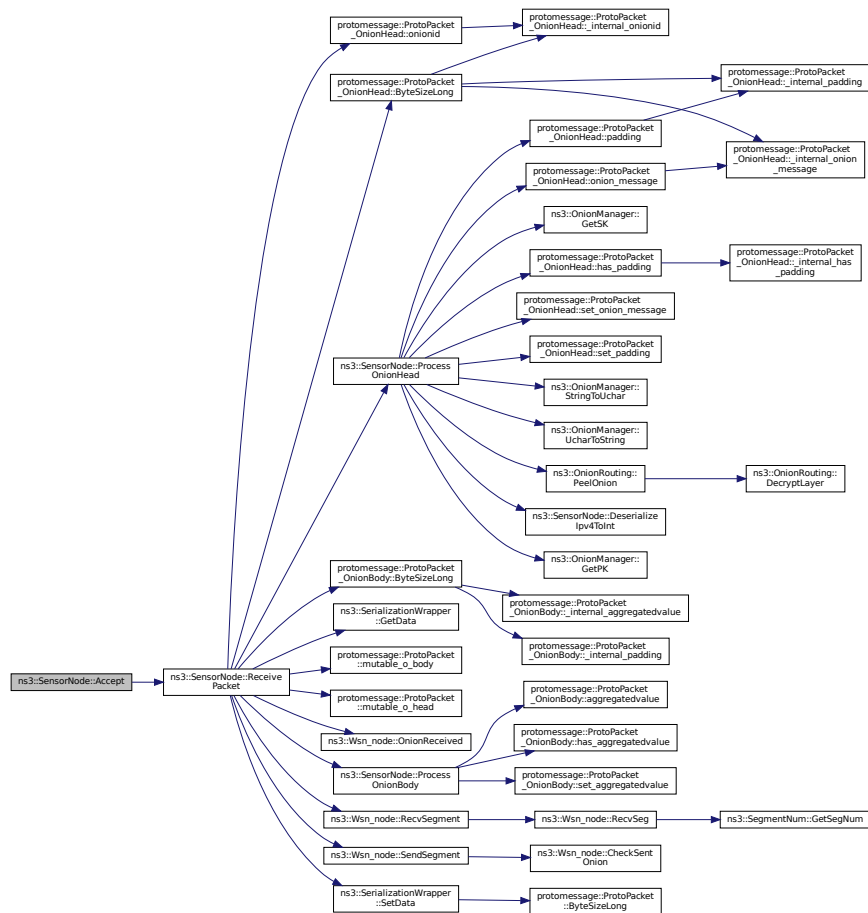 protomessage::ProtoPacket
_OnionHead::onionid
protomessage::ProtoPacket
_OnionHead::_internal_onionid
protomessage::ProtoPacket
_OnionHead::ByteSizeLong
protomessage::ProtoPacket
_OnionHead::_internal_padding
protomessage::ProtoPacket
_OnionHead::padding
protomessage::ProtoPacket
_OnionHead::_internal_onion
_message
protomessage::ProtoPacket
_OnionHead::onion_message
ns3::OnionManager::
GetSK
protomessage::ProtoPacket
_OnionHead::has_padding
protomessage::ProtoPacket
_OnionHead::_internal_has
_padding
protomessage::ProtoPacket
_OnionHead::set_onion_message
protomessage::ProtoPacket
_OnionHead::set_padding
ns3::SensorNode::Process
OnionHead
ns3::OnionManager::
StringToUchar
ns3::OnionManager::
UcharToString
ns3::OnionRouting::
PeelOnion
ns3::OnionRouting::
DecryptLayer
ns3::SensorNode::Deserialize
Ipv4ToInt
ns3::OnionManager::
GetPK
protomessage::ProtoPacket
_OnionBody::ByteSizeLong
protomessage::ProtoPacket
_OnionBody::_internal_aggregatedvalue
ns3::SerializationWrapper
::GetData
protomessage::ProtoPacket
_OnionBody::_internal_padding
protomessage::ProtoPacket
::mutable_o_body
ns3::SensorNode::Accept
ns3::SensorNode::Receive
Packet
protomessage::ProtoPacket
::mutable_o_head
protomessage::ProtoPacket
_OnionBody::aggregatedvalue
ns3::Wsn_node::OnionReceived
protomessage::ProtoPacket
_OnionBody::has_aggregatedvalue
ns3::SensorNode::Process
OnionBody
protomessage::ProtoPacket
_OnionBody::set_aggregatedvalue
ns3::Wsn_node::RecvSegment
ns3::Wsn_node::RecvSeg
ns3::SegmentNum::GetSegNum
ns3::Wsn_node::SendSegment
ns3::Wsn_node::CheckSent
Onion
ns3::SerializationWrapper
::SetData
protomessage::ProtoPacket
::ByteSizeLong